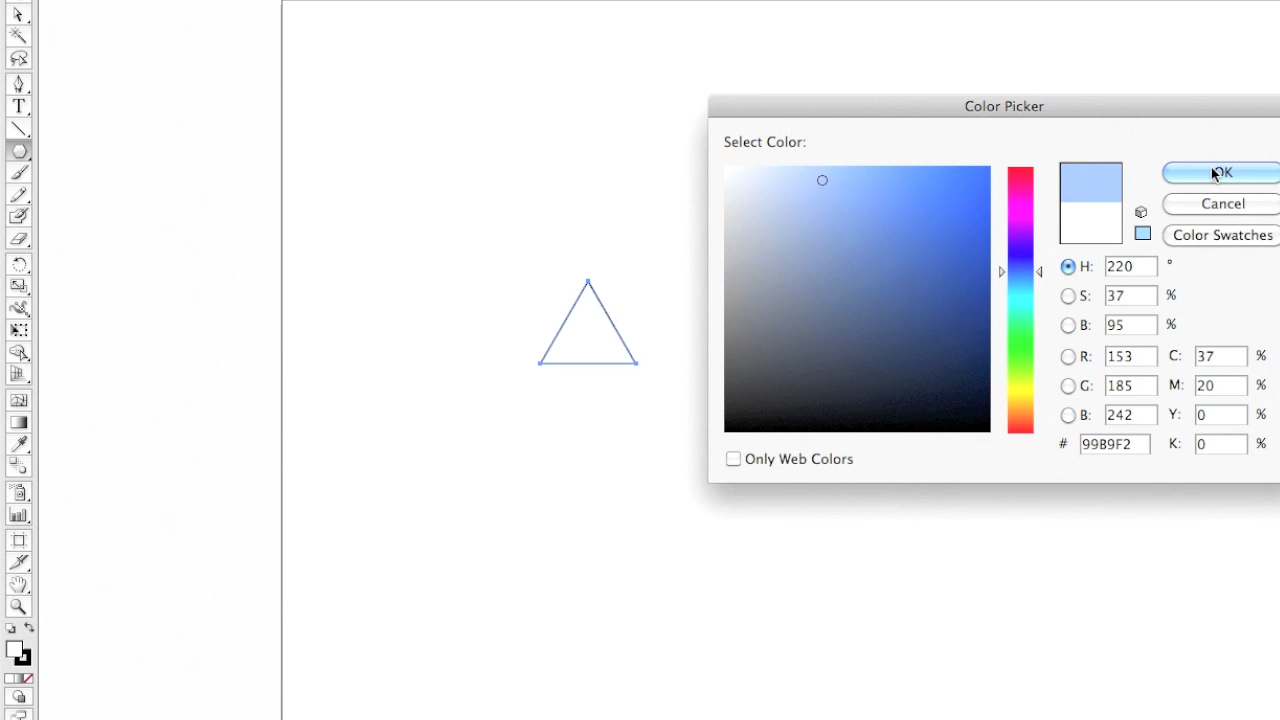 Color Picker
Select Color:
OK
Cancel
Color Swatches
H: 220 °
S: 37 %
B: 95 %
R: 153 C: 37 %
G: 185 M: 20 %
B: 242 Y: 0 %
# 99B9F2 K: 0 %
Only Web Colors
T